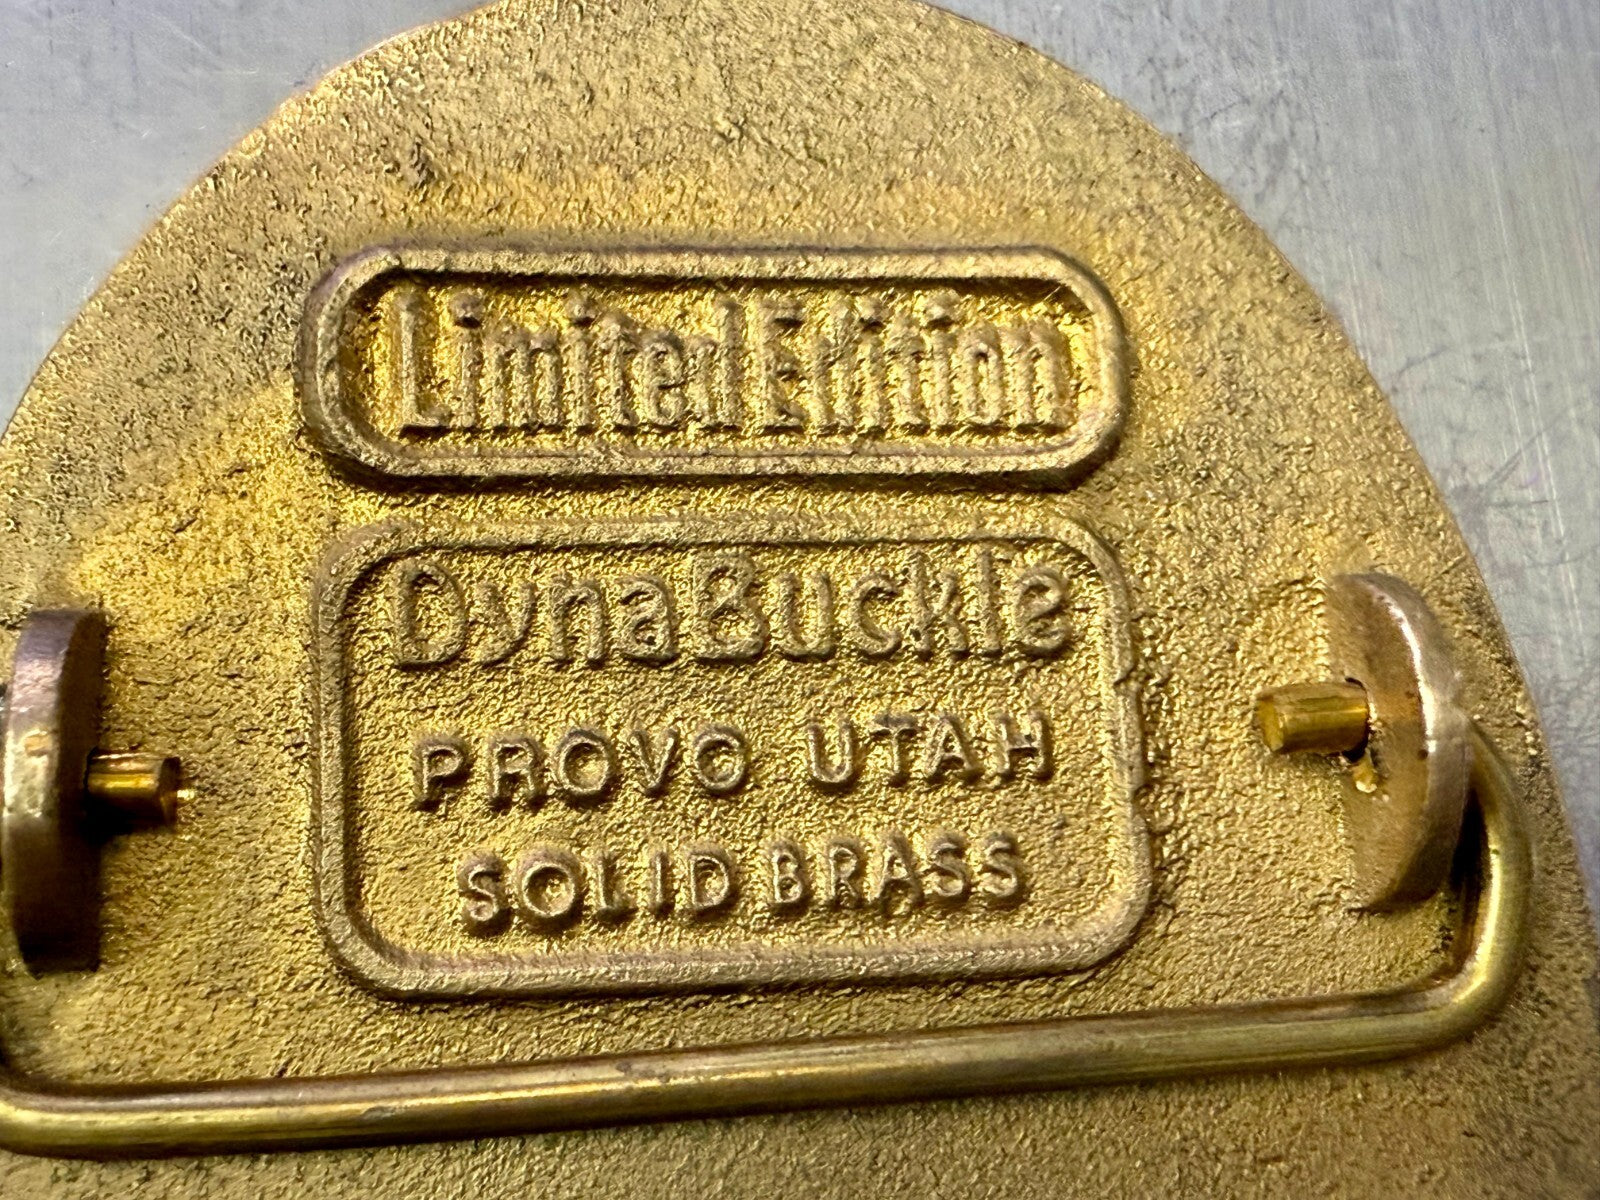 Limited Edition
DynaBuckle
PROVO UTAH
SOLID BRASS